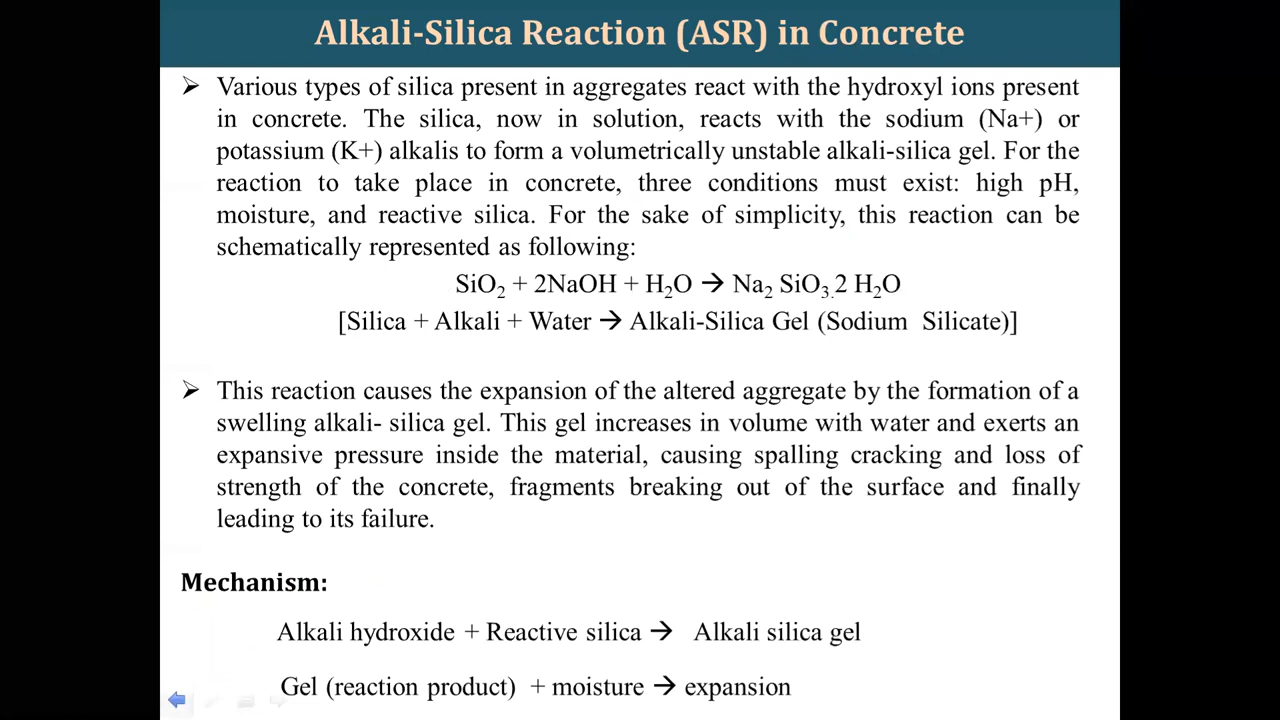 Alkali-Silica Reaction (ASR) in Concrete
➢ Various types of silica present in aggregates react with the hydroxyl ions present
in concrete. The silica, now in solution, reacts with the sodium (Na+) or
potassium (K+) alkalis to form a volumetrically unstable alkali-silica gel. For the
reaction to take place in concrete, three conditions must exist: high pH,
moisture, and reactive silica. For the sake of simplicity, this reaction can be
schematically represented as following:
SiO₂ + 2NaOH + H₂O → Na₂ SiO₃.2 H₂O
[Silica + Alkali + Water → Alkali-Silica Gel (Sodium Silicate)]
➢ This reaction causes the expansion of the altered aggregate by the formation of a
swelling alkali- silica gel. This gel increases in volume with water and exerts an
expansive pressure inside the material, causing spalling cracking and loss of
strength of the concrete, fragments breaking out of the surface and finally
leading to its failure.
Mechanism:
Alkali hydroxide + Reactive silica → Alkali silica gel
Gel (reaction product) + moisture → expansion